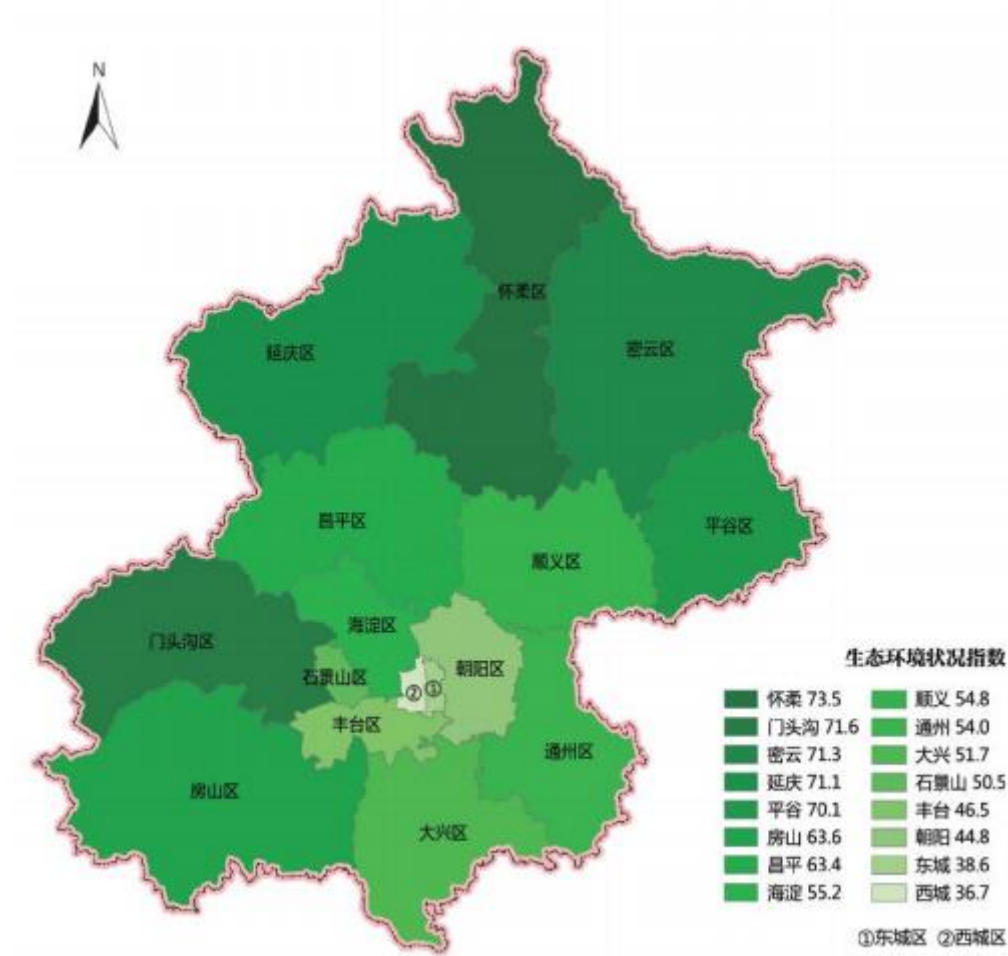 N
怀柔区
延庆区
密云区
昌平区
平谷区
顺义区
海淀区
门头沟区
朝阳区
石景山区
②
①
丰台区
通州区
房山区
大兴区
生态环境状况指数
怀柔 73.5
门头沟 71.6
密云 71.3
延庆 71.1
平谷 70.1
房山 63.6
昌平 63.4
海淀 55.2
顺义 54.8
通州 54.0
大兴 51.7
石景山 50.5
丰台 46.5
朝阳 44.8
东城 38.6
西城 36.7
①东城区 ②西城区